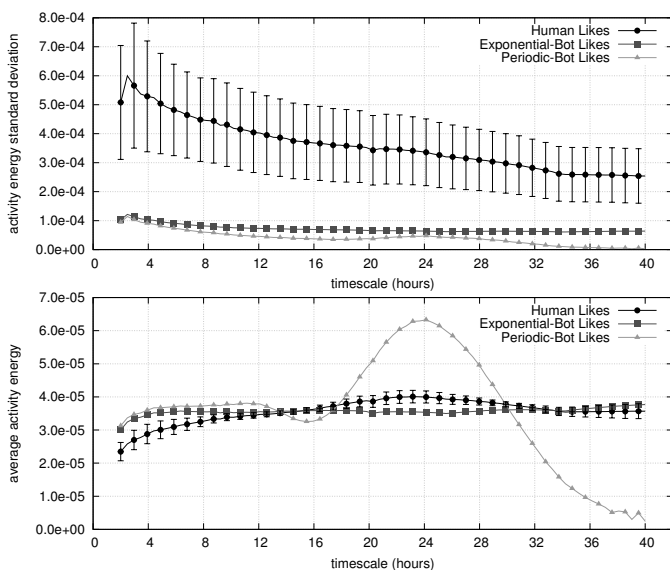 8.0e-04
7.0e-04
6.0e-04
5.0e-04
4.0e-04
3.0e-04
2.0e-04
1.0e-04
0.0e+00
activity energy standard deviation
Human Likes
Exponential-Bot Likes
Periodic-Bot Likes
0 4 8 12 16 20 24 28 32 36 40
timescale (hours)
7.0e-05
6.0e-05
5.0e-05
4.0e-05
3.0e-05
2.0e-05
1.0e-05
0.0e+00
average activity energy
Human Likes
Exponential-Bot Likes
Periodic-Bot Likes
0 4 8 12 16 20 24 28 32 36 40
timescale (hours)